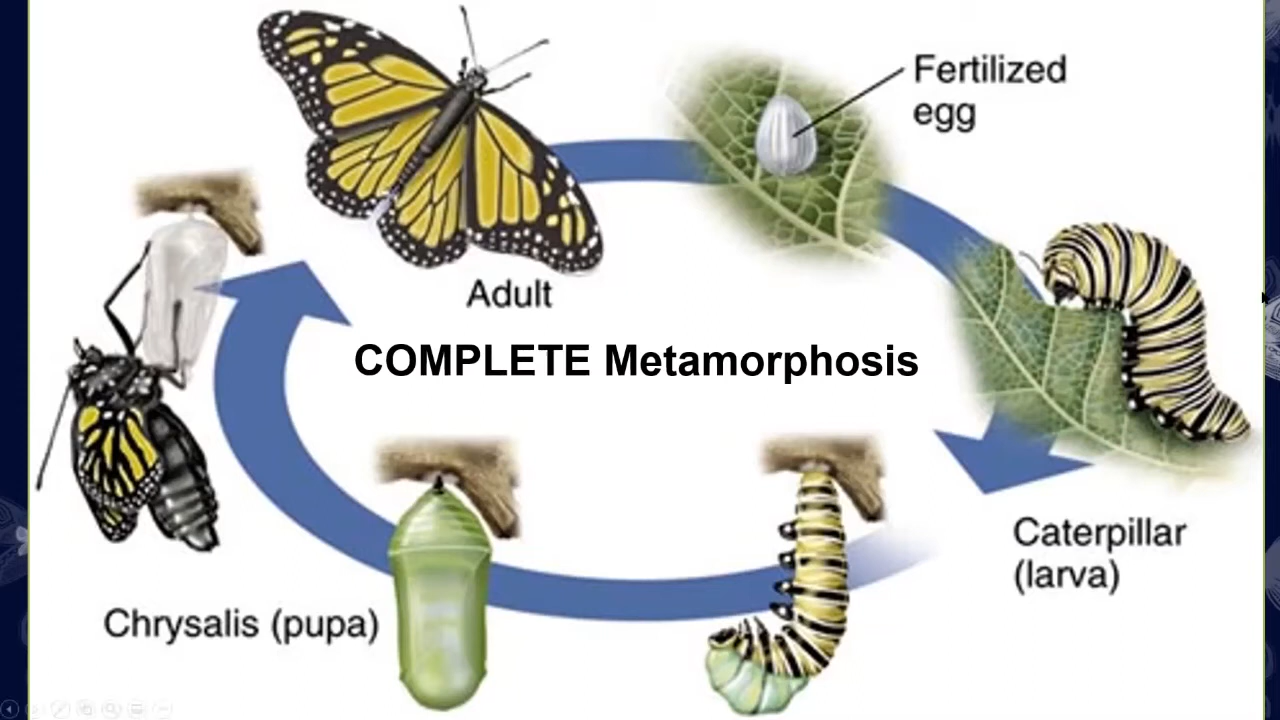 Fertilized
egg
Adult
COMPLETE Metamorphosis
Caterpillar
(larva)
Chrysalis (pupa)